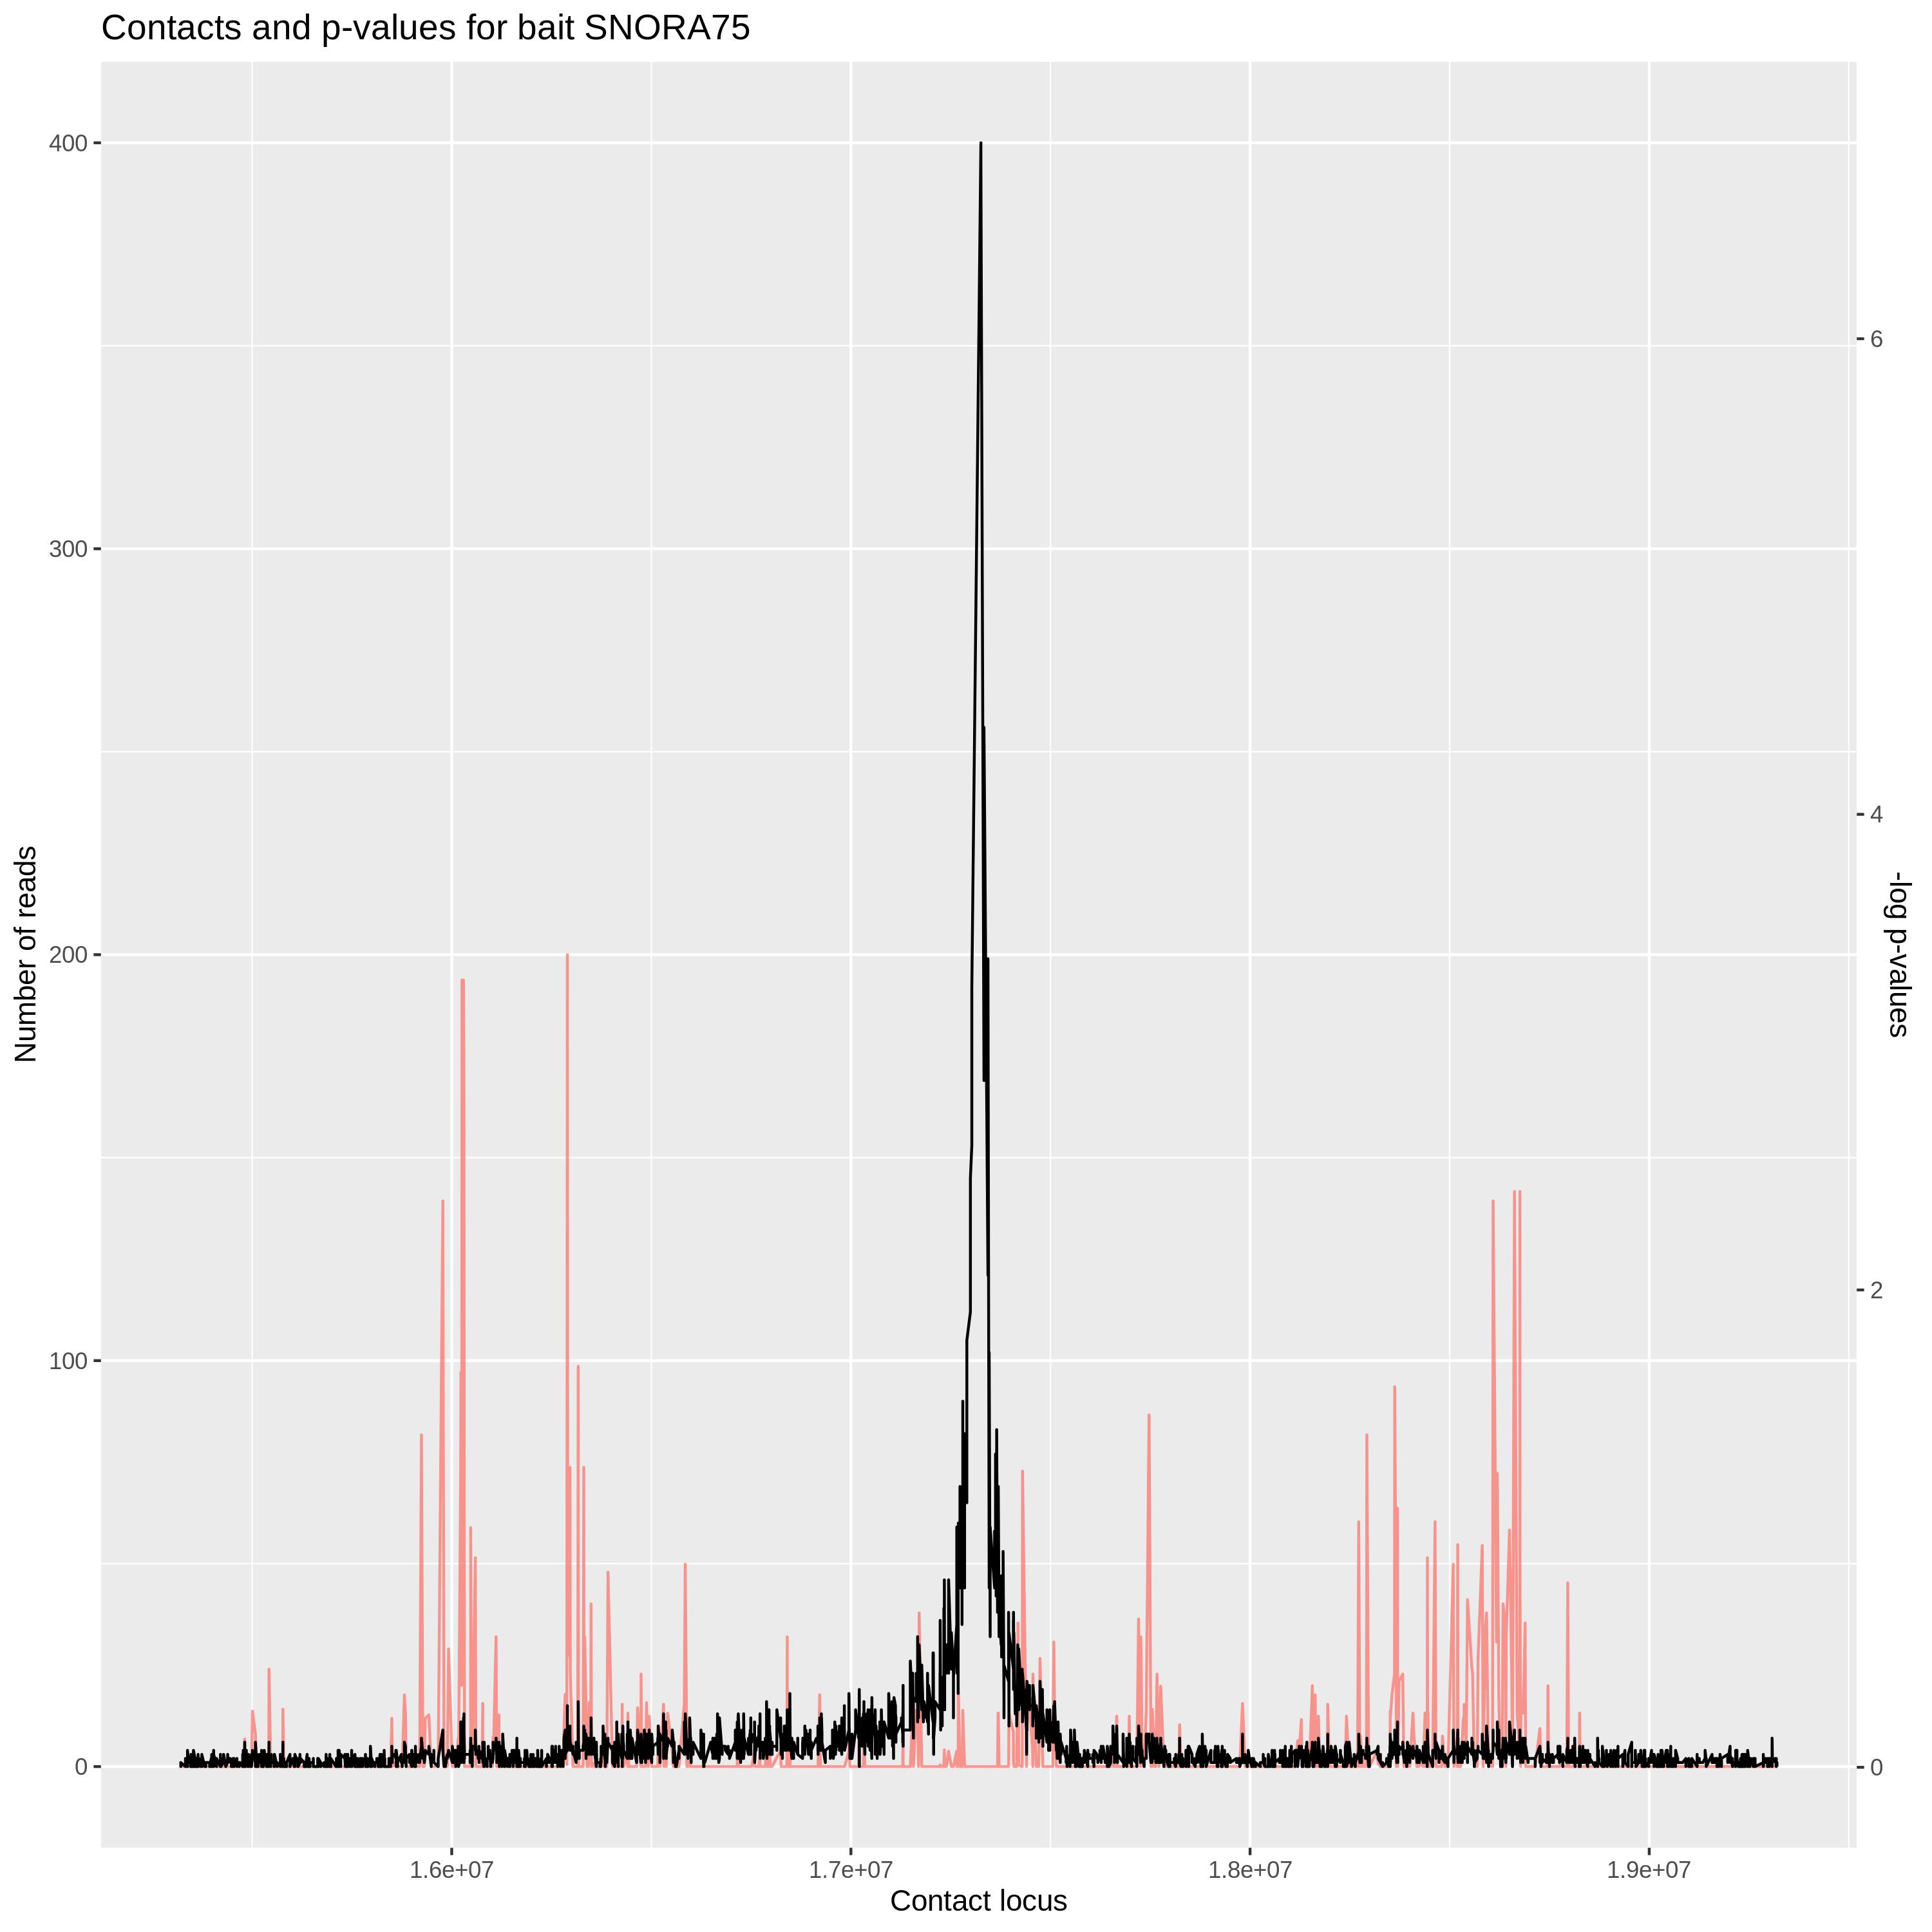 Contacts and p-values for bait SNORA75
400
300
200
100
0
6
4
2
0
Number of reads
-log p-values
1.6e+07
1.7e+07
1.8e+07
1.9e+07
Contact locus